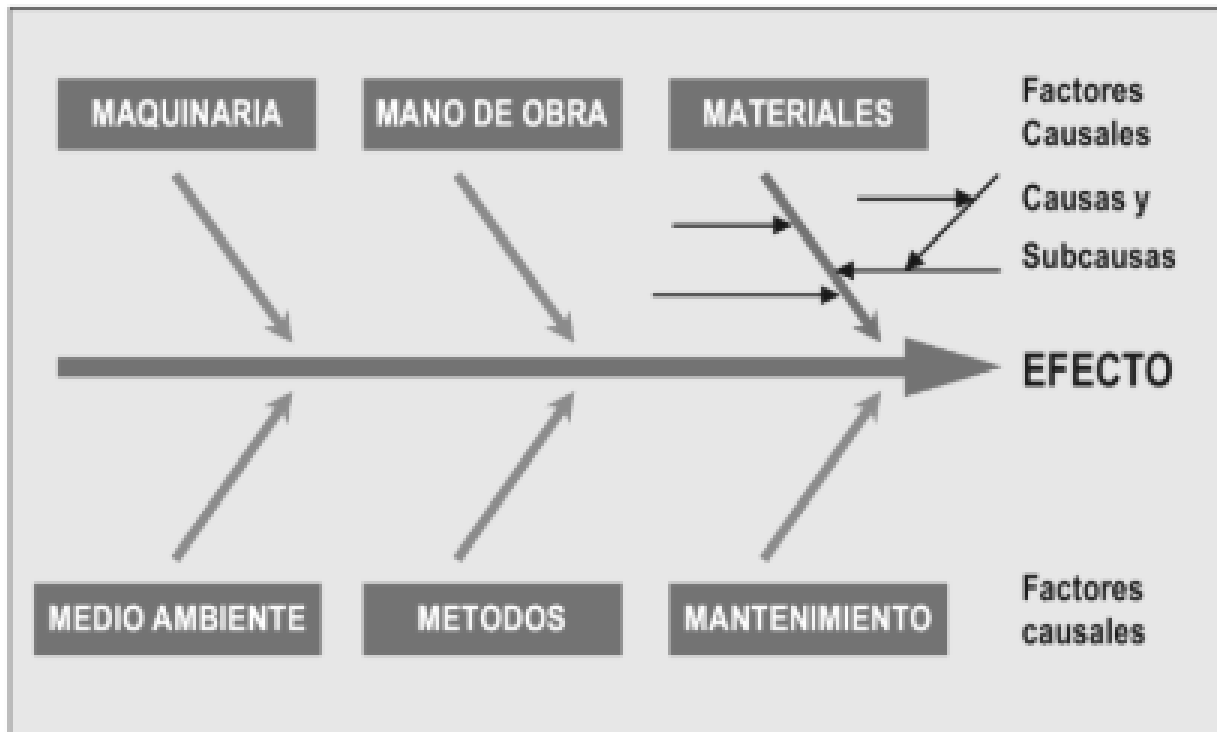 MAQUINARIA
MANO DE OBRA
MATERIALES
Factores
Causales
Causas y
Subcausas
EFECTO
MEDIO AMBIENTE
METODOS
MANTENIMIENTO
Factores
causales